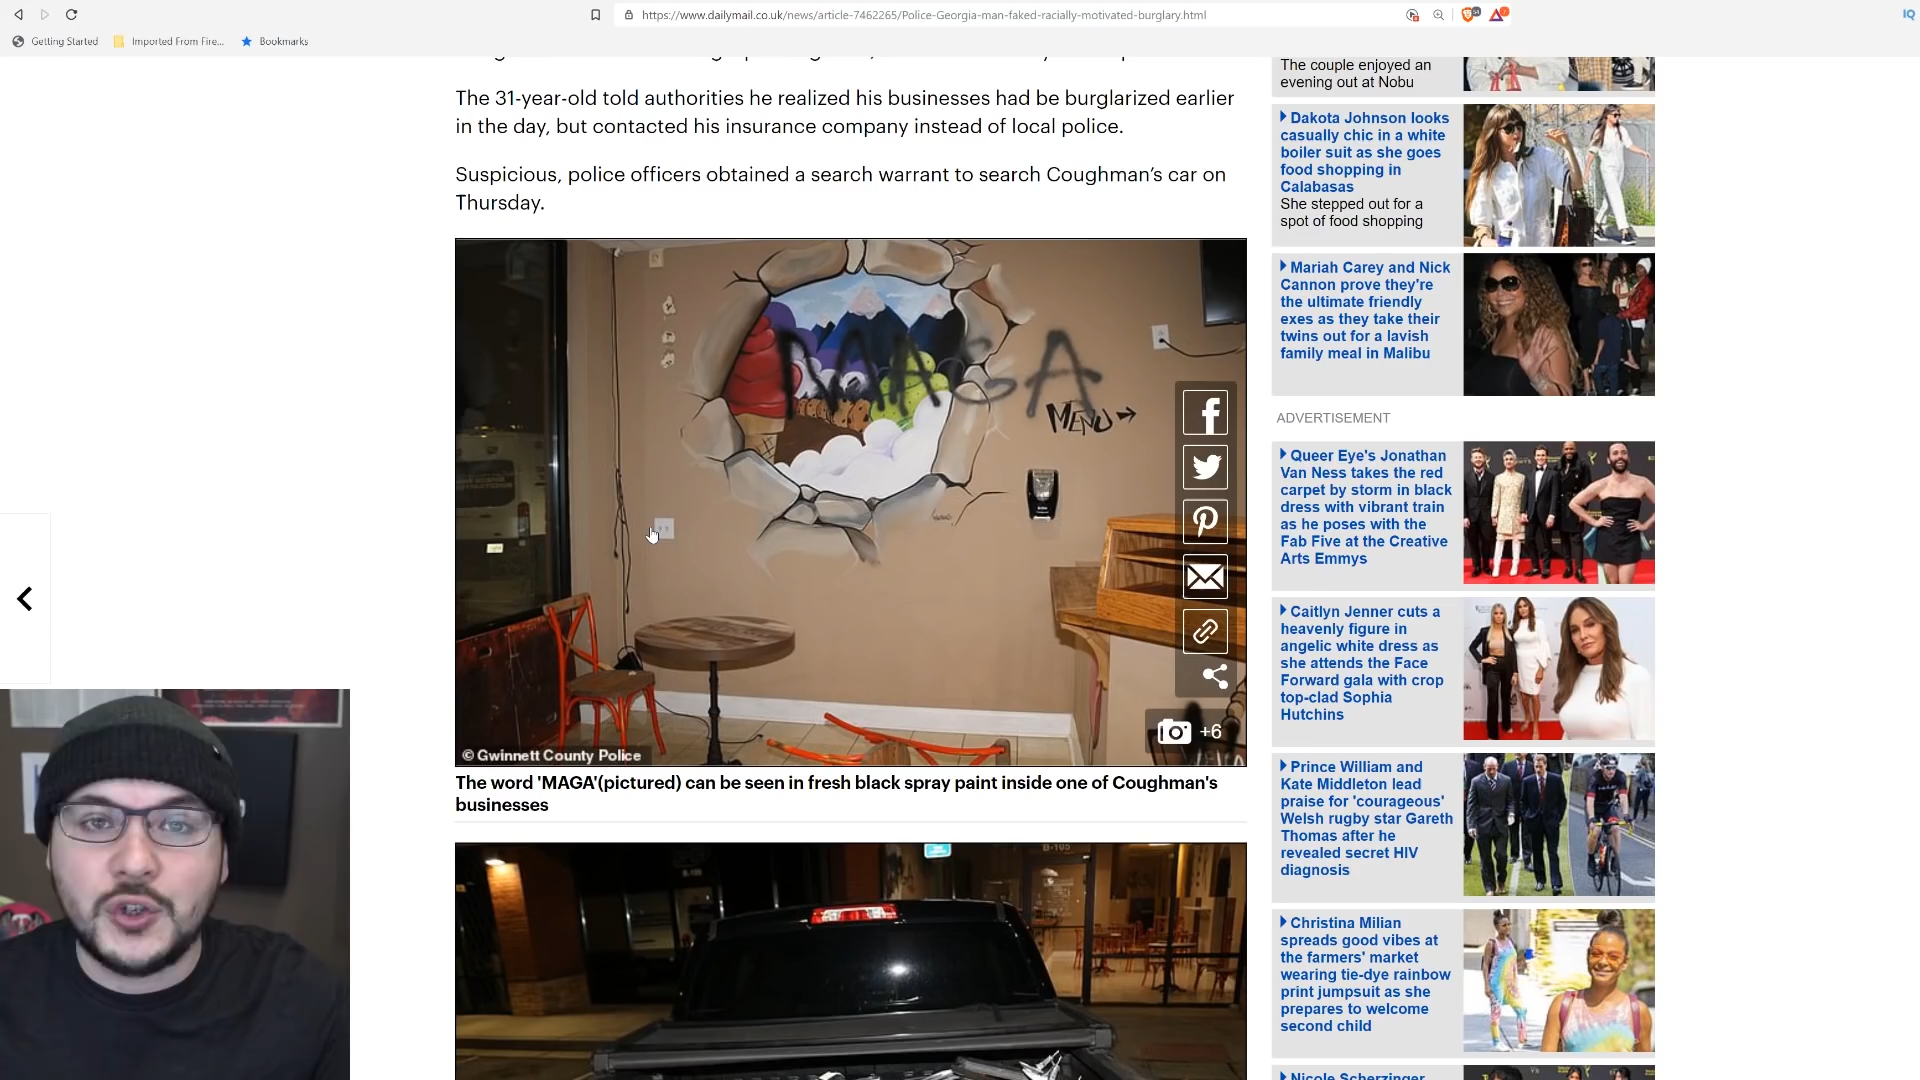 https://www.dailymail.co.uk/news/article-7462265/Police-Georgia-man-faked-racially-motivated-burglary.html
IQ
Getting Started
Imported From Fire...
Bookmarks
The 31-year-old told authorities he realized his businesses had be burglarized earlier
in the day, but contacted his insurance company instead of local police.
Suspicious, police officers obtained a search warrant to search Coughman's car on
Thursday.
MAGA
MENU→
+6
© Gwinnett County Police
The word 'MAGA'(pictured) can be seen in fresh black spray paint inside one of Coughman's
businesses
B-105
The couple enjoyed an
evening out at Nobu
Dakota Johnson looks
casually chic in a white
boiler suit as she goes
food shopping in
Calabasas
She stepped out for a
spot of food shopping
Mariah Carey and Nick
Cannon prove they're
the ultimate friendly
exes as they take their
twins out for a lavish
family meal in Malibu
ADVERTISEMENT
Queer Eye's Jonathan
Van Ness takes the red
carpet by storm in black
dress with vibrant train
as he poses with the
Fab Five at the Creative
Arts Emmys
Caitlyn Jenner cuts a
heavenly figure in
angelic white dress as
she attends the Face
Forward gala with crop
top-clad Sophia
Hutchins
Prince William and
Kate Middleton lead
praise for 'courageous'
Welsh rugby star Gareth
Thomas after he
revealed secret HIV
diagnosis
Christina Milian
spreads good vibes at
the farmers' market
wearing tie-dye rainbow
print jumpsuit as she
prepares to welcome
second child
Nicole Scherzinger